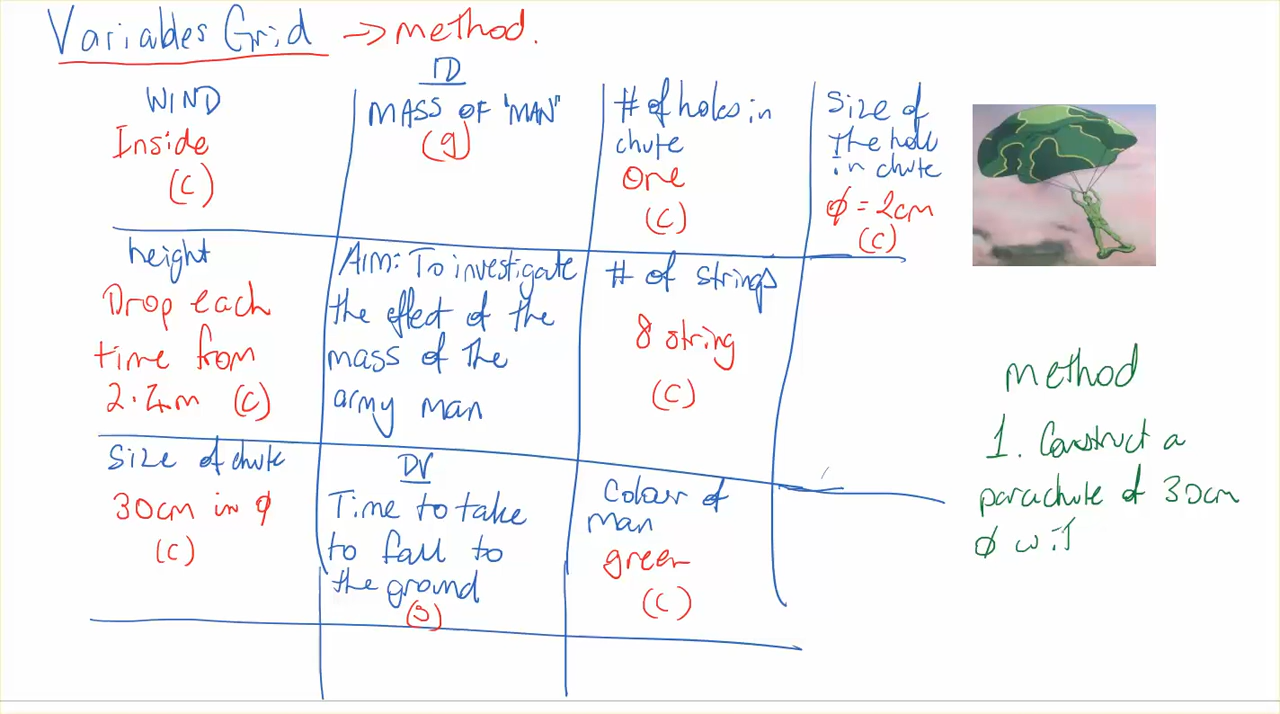 Variables Grid → method.
WIND
Inside
(C)
ID
MASS OF "MAN"
(g)
# of holes in
chute
One
(C)
Size of
the hole
in chute
ϕ = 2cm
(C)
height
Drop each
time from
2.4m (C)
Aim: To investigate
the effect of the
mass of the
army man
# of strings
8 string
(C)
Size of chute
30cm in ϕ
(C)
DV
Time to take
to fall to
the ground
(s)
Colour of
man
green
(C)
method
1. Construct a
parachute of 30cm
ϕ wit